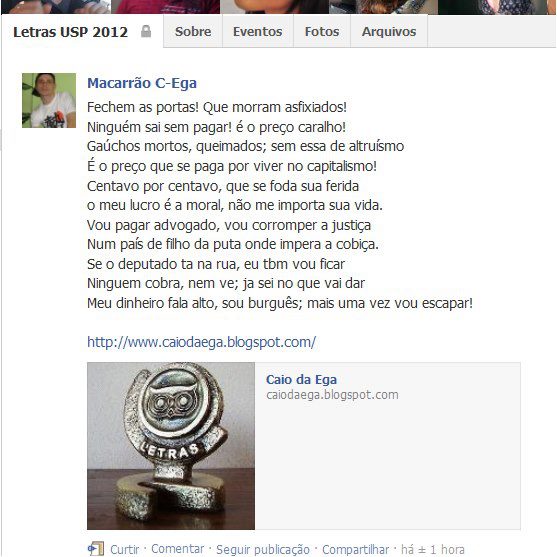 Letras USP 2012 Sobre Eventos Fotos Arquivos
Macarrão C-Ega
Fechem as portas! Que morram asfixiados!
Ninguém sai sem pagar! é o preço caralho!
Gaúchos mortos, queimados; sem essa de altruísmo
É o preço que se paga por viver no capitalismo!
Centavo por centavo, que se foda sua ferida
o meu lucro é a moral, não me importa sua vida.
Vou pagar advogado, vou corromper a justiça
Num país de filho da puta onde impera a cobiça.
Se o deputado ta na rua, eu tbm vou ficar
Ninguem cobra, nem ve; ja sei no que vai dar
Meu dinheiro fala alto, sou burguês; mais uma vez vou escapar!
http://www.caiodaega.blogspot.com/
Caio da Ega
caiodaega.blogspot.com
LETRAS
Curtir · Comentar · Seguir publicação · Compartilhar · há ± 1 hora